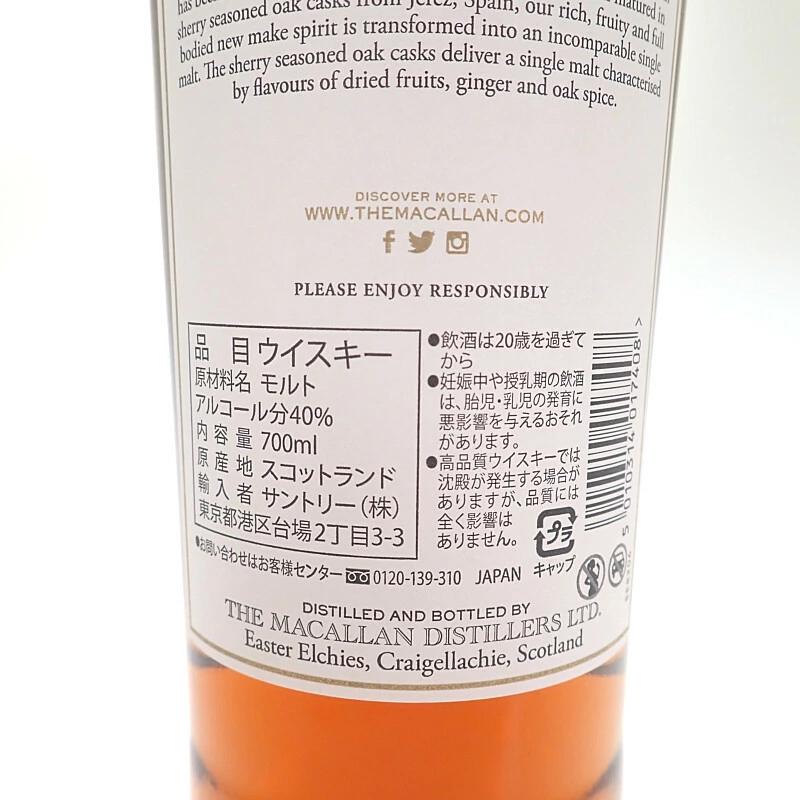 has been
matured in
sherry seasoned oak casks from Jerez, Spain, our rich, fruity and full
bodied new make spirit is transformed into an incomparable single
malt. The sherry seasoned oak casks deliver a single malt characterised
by flavours of dried fruits, ginger and oak spice.
DISCOVER MORE AT
WWW.THEMACALLAN.COM
PLEASE ENJOY RESPONSIBLY
品 目 ウイスキー
原材料名 モルト
アルコール分40%
内容量 700ml
原産地 スコットランド
輸入者 サントリー(株)
東京都港区台場2丁目3-3
●飲酒は20歳を過ぎて
から
●妊娠中や授乳期の飲酒
は、胎児・乳児の発育に
悪影響を与えるおそれ
があります。
●高品質ウイスキーでは
沈殿が発生する場合が
ありますが、品質には
全く影響は
ありません。
プラ
キャップ
5 010314 017408 >
●お問い合わせはお客様センター 0120-139-310 JAPAN
DISTILLED AND BOTTLED BY
THE MACALLAN DISTILLERS LTD.
Easter Elchies, Craigellachie, Scotland